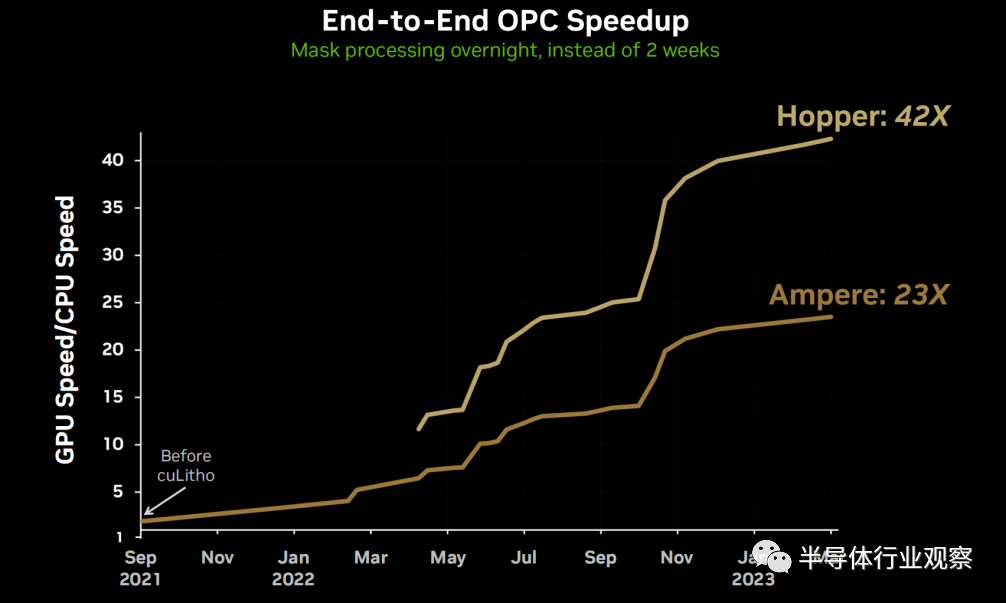 End-to-End OPC Speedup
Mask processing overnight, instead of 2 weeks
Hopper: 42X
Ampere: 23X
GPU Speed/CPU Speed
40
35
30
25
20
15
10
5
1
Before
cuLitho
Sep Nov Jan Mar May Jul Sep Nov
2021 2022 2023
半导体行业观察